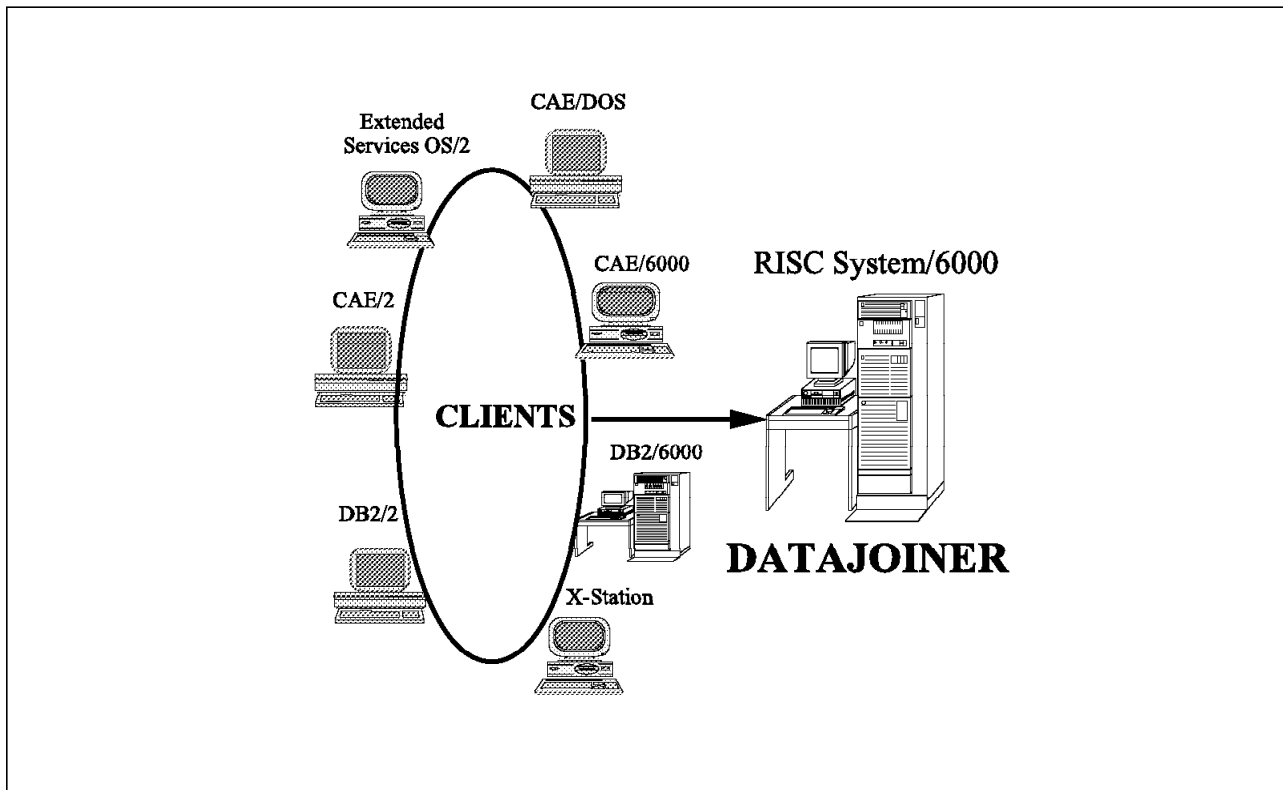 CAE/DOS
Extended
Services OS/2
CAE/6000
RISC System/6000
CAE/2
CLIENTS
DB2/6000
DB2/2
DATAJOINER
X-Station